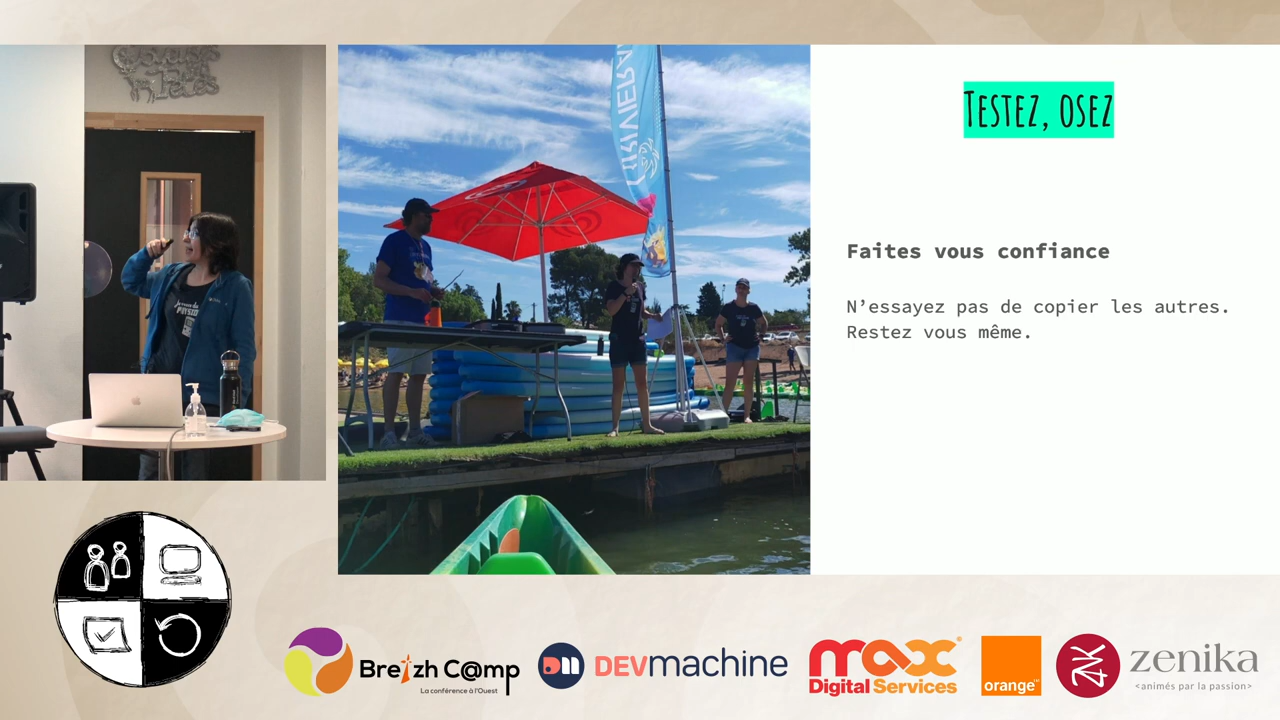 Testez, osez
Faites vous confiance
N’essayez pas de copier les autres.
Restez vous même.
RIVIERA
Breizh C@mp
La conférence à l'Ouest
DEVmachine
max
Digital Services
orange
zenika
<animés par la passion>